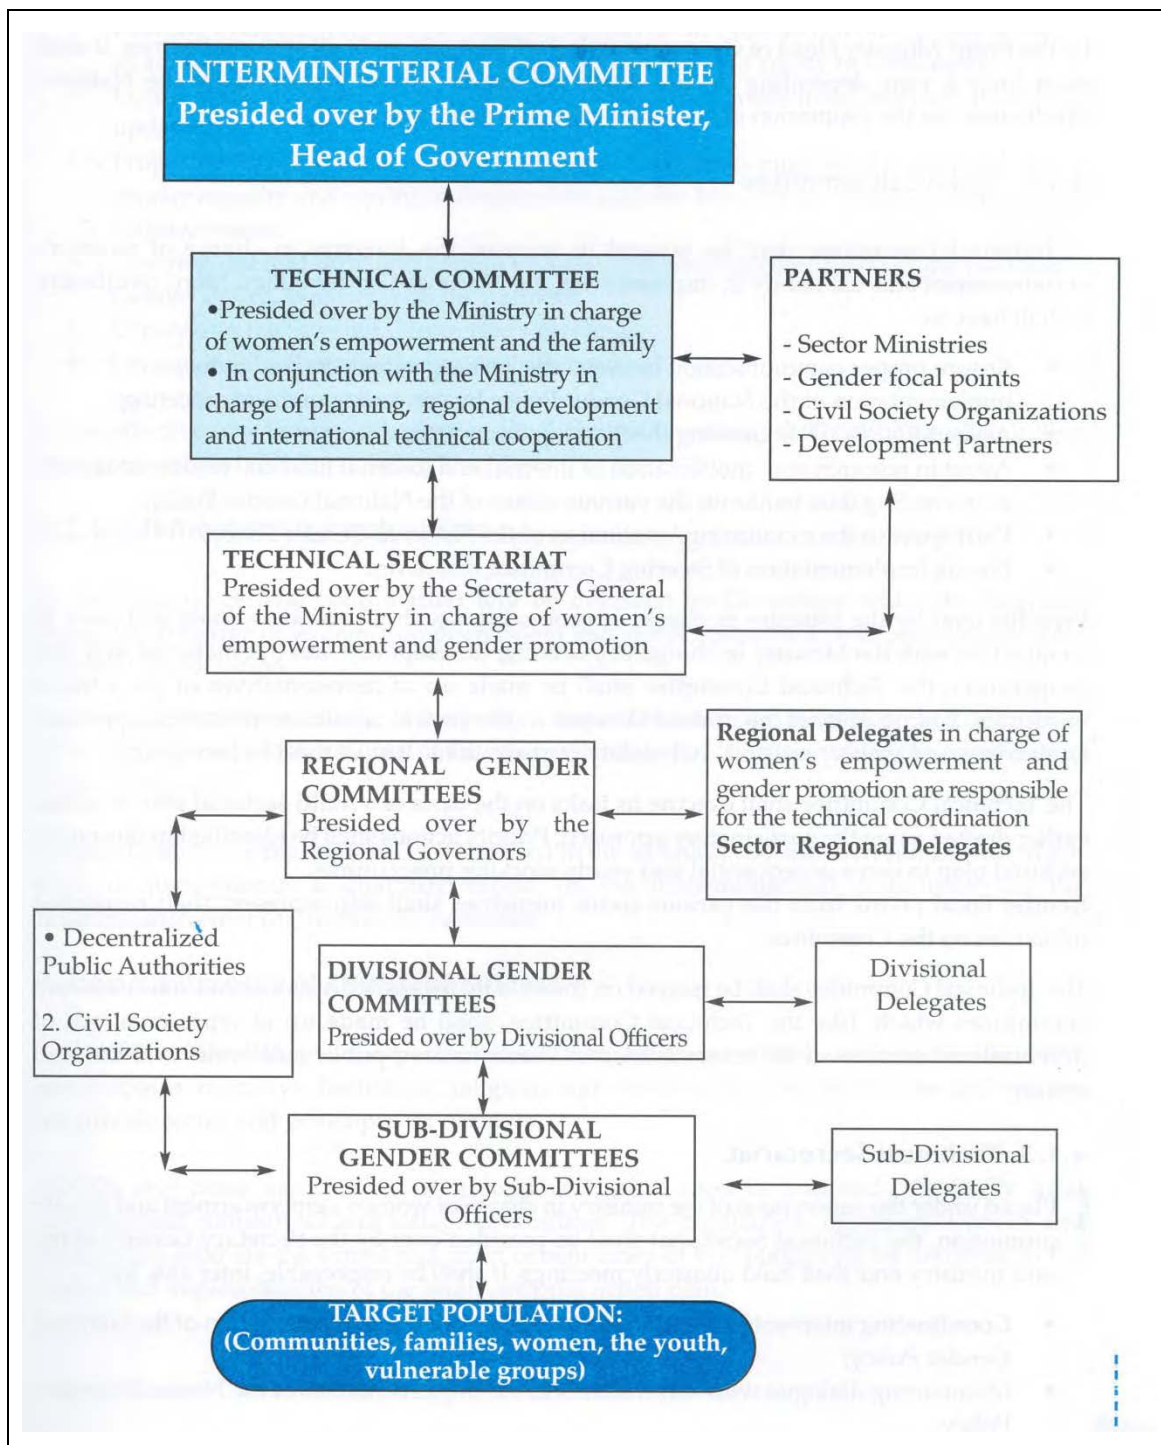 INTERMINISTERIAL COMMITTEE
Presided over by the Prime Minister,
Head of Government
TECHNICAL COMMITTEE
•Presided over by the Ministry in charge
of women's empowerment and the family
• In conjunction with the Ministry in
charge of planning, regional development
and international technical cooperation
PARTNERS
- Sector Ministries
- Gender focal points
- Civil Society Organizations
- Development Partners
TECHNICAL SECRETARIAT
Presided over by the Secretary General
of the Ministry in charge of women's
empowerment and gender promotion
REGIONAL GENDER
COMMITTEES
Presided over by the
Regional Governors
Regional Delegates in charge of
women's empowerment and
gender promotion are responsible
for the technical coordination
Sector Regional Delegates
• Decentralized
Public Authorities
2. Civil Society
Organizations
DIVISIONAL GENDER
COMMITTEES
Presided over by Divisional Officers
Divisional
Delegates
SUB-DIVISIONAL
GENDER COMMITTEES
Presided over by Sub-Divisional
Officers
Sub-Divisional
Delegates
TARGET POPULATION:
(Communities, families, women, the youth,
vulnerable groups)